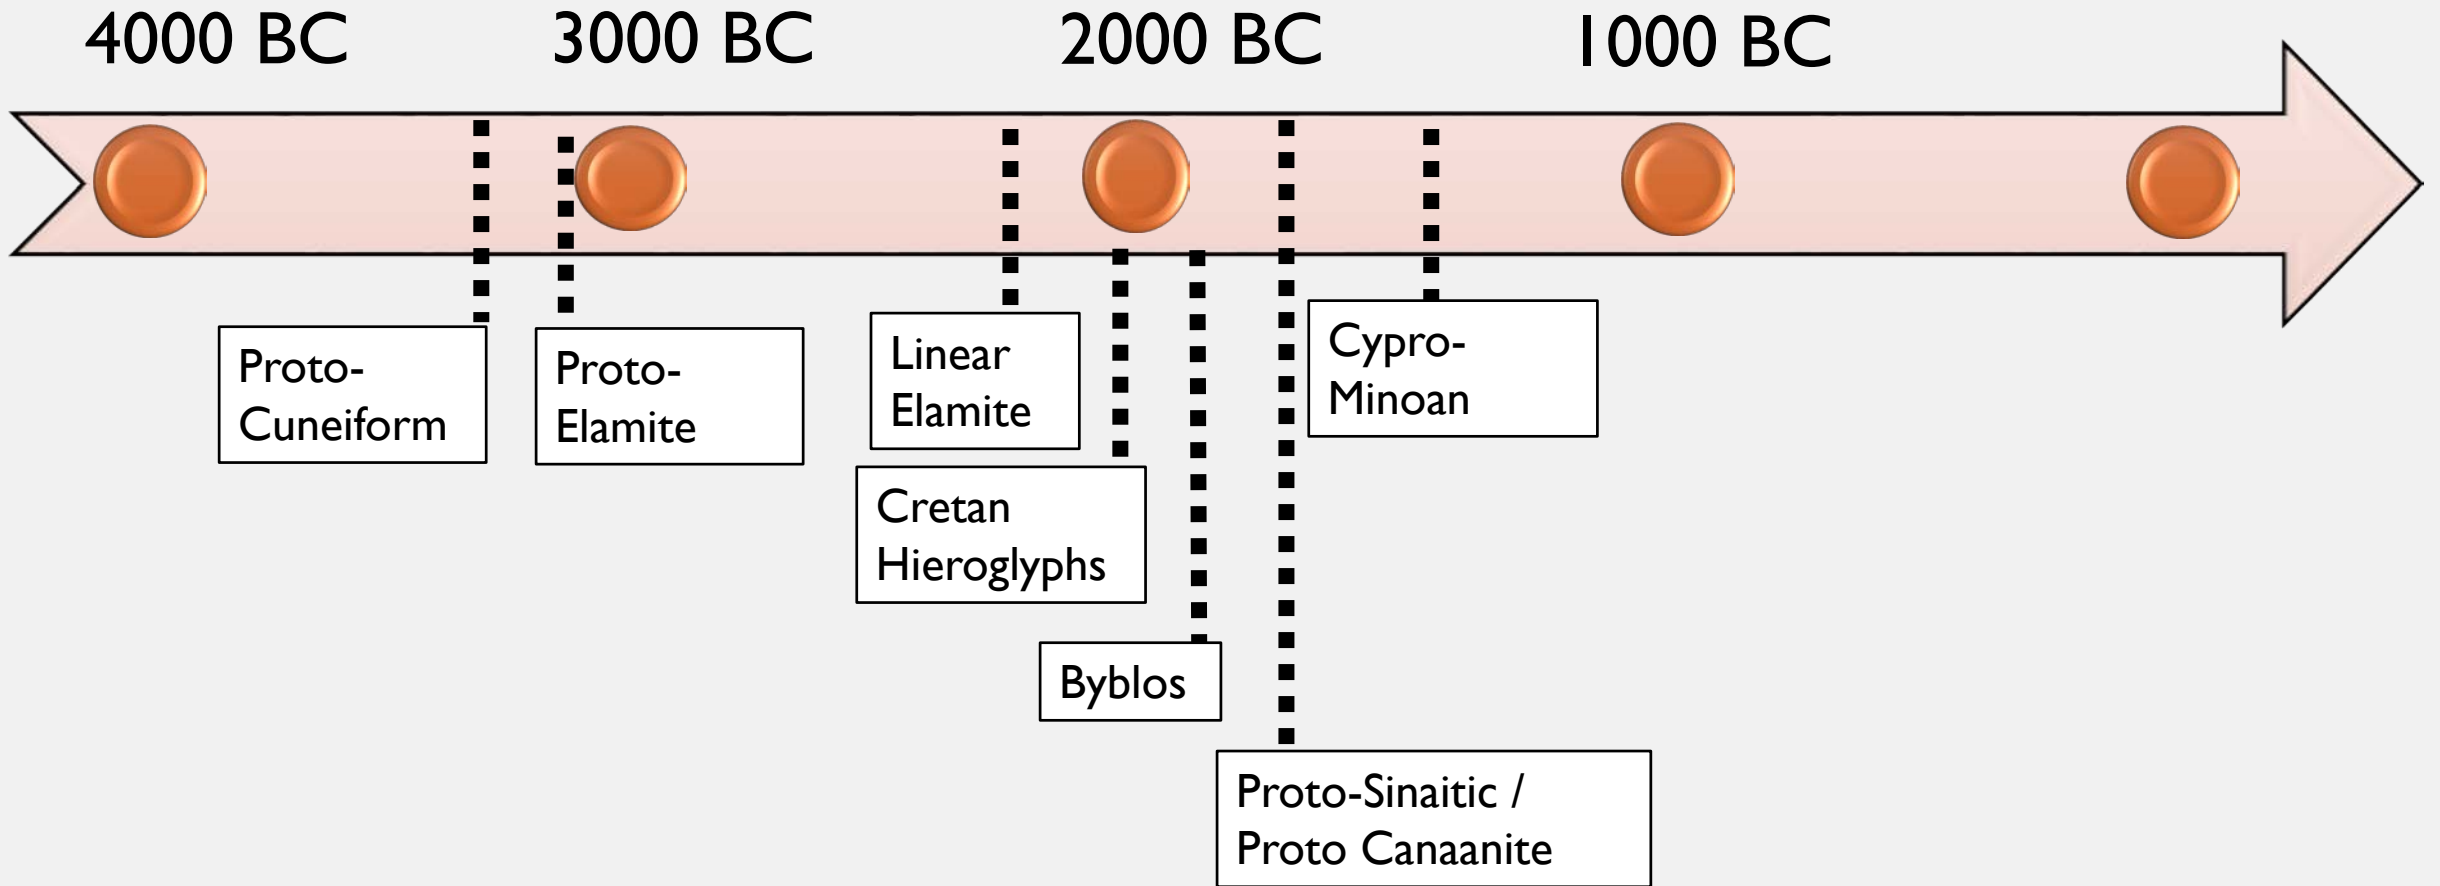 4000 BC 3000 BC 2000 BC 1000 BC
Proto-
Cuneiform
Proto-
Elamite
Linear
Elamite
Cypro-
Minoan
Cretan
Hieroglyphs
Byblos
Proto-Sinaitic /
Proto Canaanite